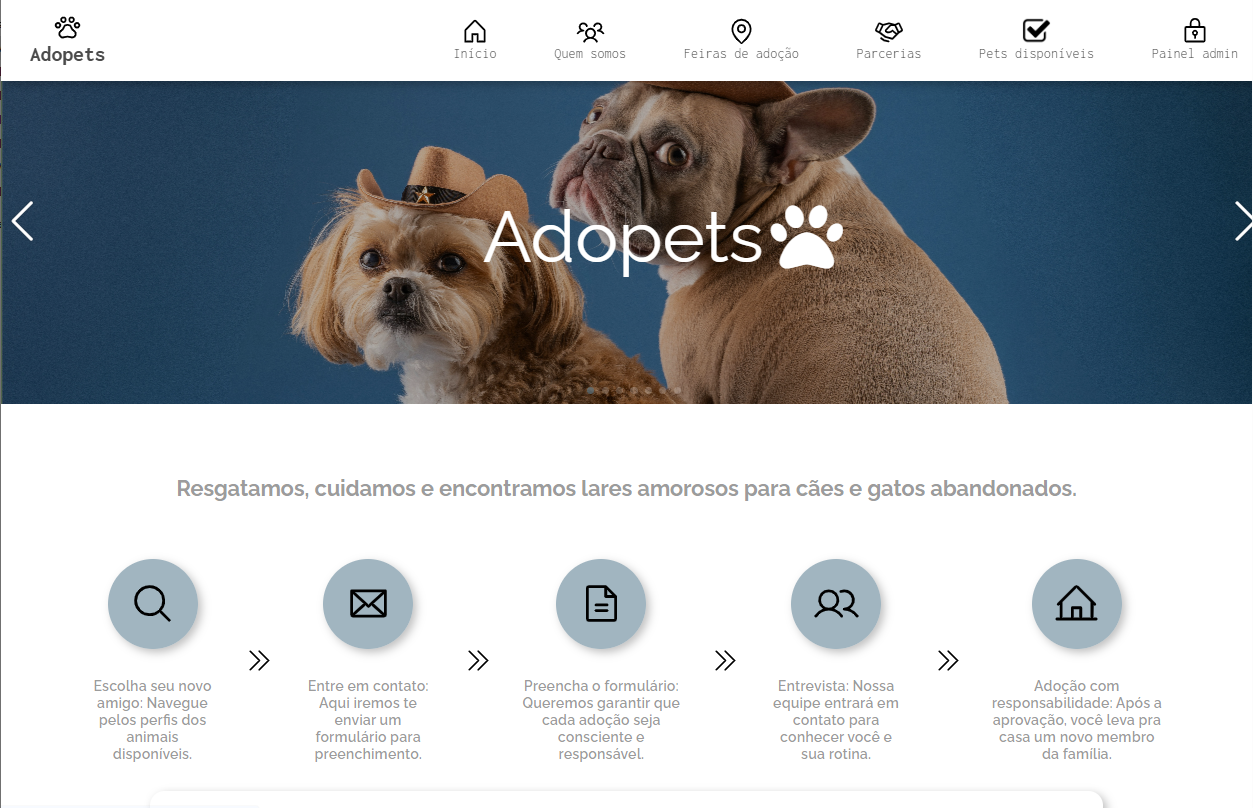 Adopets
Início
Quem somos
Feiras de adoção
Parcerias
Pets disponíveis
Painel admin
Adopets
Resgatamos, cuidamos e encontramos lares amorosos para cães e gatos abandonados.
Escolha seu novo
amigo: Navegue
pelos perfis dos
animais
disponíveis.
Entre em contato:
Aqui iremos te
enviar um
formulário para
preenchimento.
Preencha o formulário:
Queremos garantir que
cada adoção seja
consciente e
responsável.
Entrevista: Nossa
equipe entrará em
contato para
conhecer você e
sua rotina.
Adoção com
responsabilidade: Após a
aprovação, você leva pra
casa um novo membro
da família.